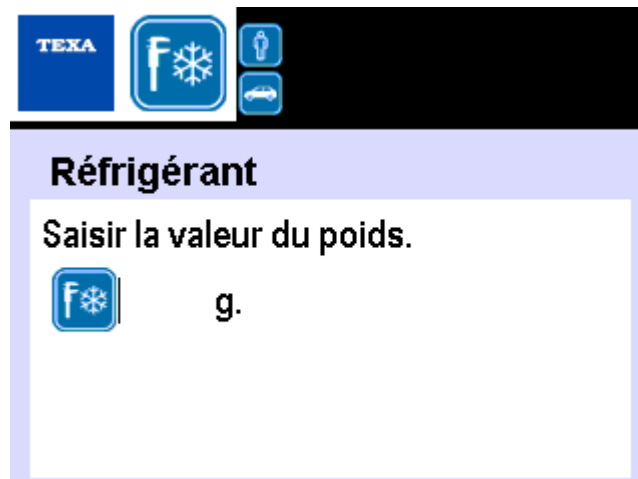 TEXA
Réfrigérant
Saisir la valeur du poids.
g.